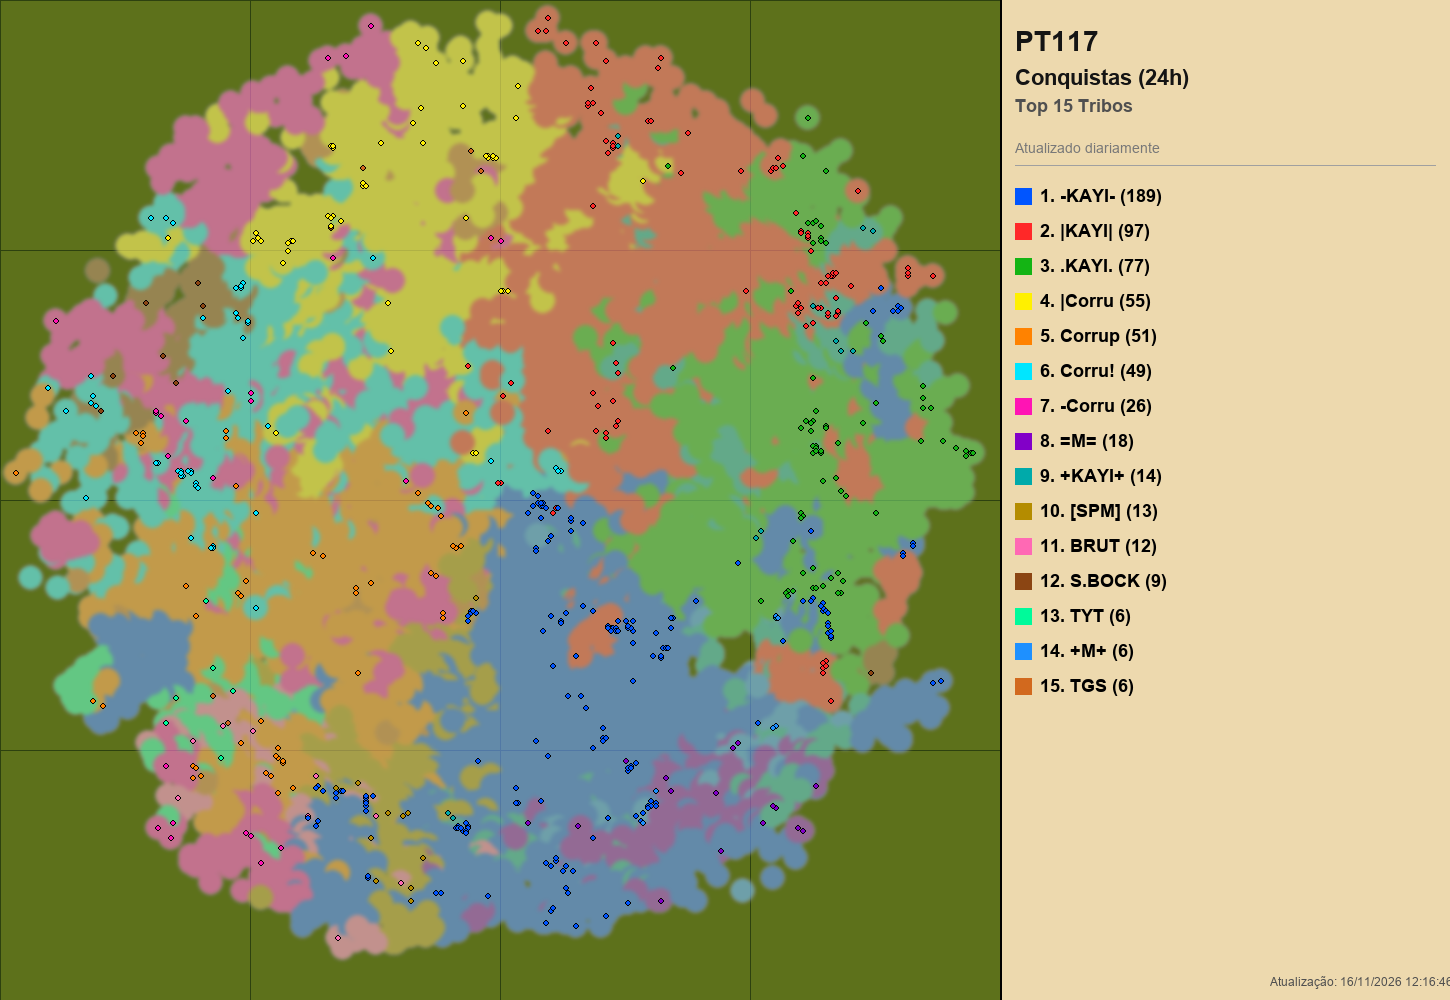 PT117
Conquistas (24h)
Top 15 Tribos
Atualizado diariamente
1. -KAYI- (189)
2. |KAYI| (97)
3. .KAYI. (77)
4. |Corru (55)
5. Corrup (51)
6. Corru! (49)
7. -Corru (26)
8. =M= (18)
9. +KAYI+ (14)
10. [SPM] (13)
11. BRUT (12)
12. S.BOCK (9)
13. TYT (6)
14. +M+ (6)
15. TGS (6)
Atualização: 16/11/2026 12:16:46